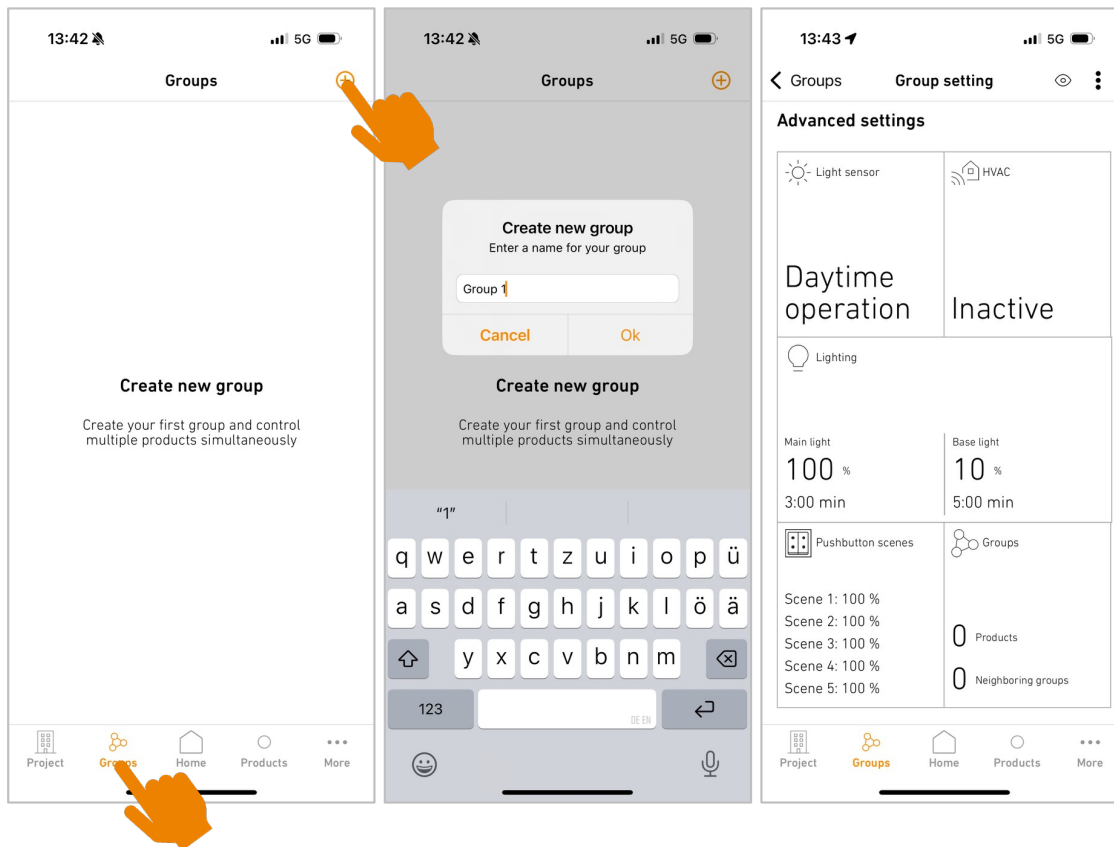 13:42
5G
Groups
Create new group
Create your first group and control
multiple products simultaneously
Project
Groups
Home
Products
More
13:42
5G
Groups
Create new group
Enter a name for your group
Group 1
Cancel
Ok
Create new group
Create your first group and control
multiple products simultaneously
"1"
q w e r t z u i o p ü
a s d f g h j k l ö ä
y x c v b n m
123
DE EN
13:43
5G
Groups
Group setting
Advanced settings
Light sensor
Daytime
operation
HVAC
Inactive
Lighting
Main light
100 %
3:00 min
Base light
10 %
5:00 min
Pushbutton scenes
Scene 1: 100 %
Scene 2: 100 %
Scene 3: 100 %
Scene 4: 100 %
Scene 5: 100 %
Groups
0 Products
0 Neighboring groups
Project
Groups
Home
Products
More